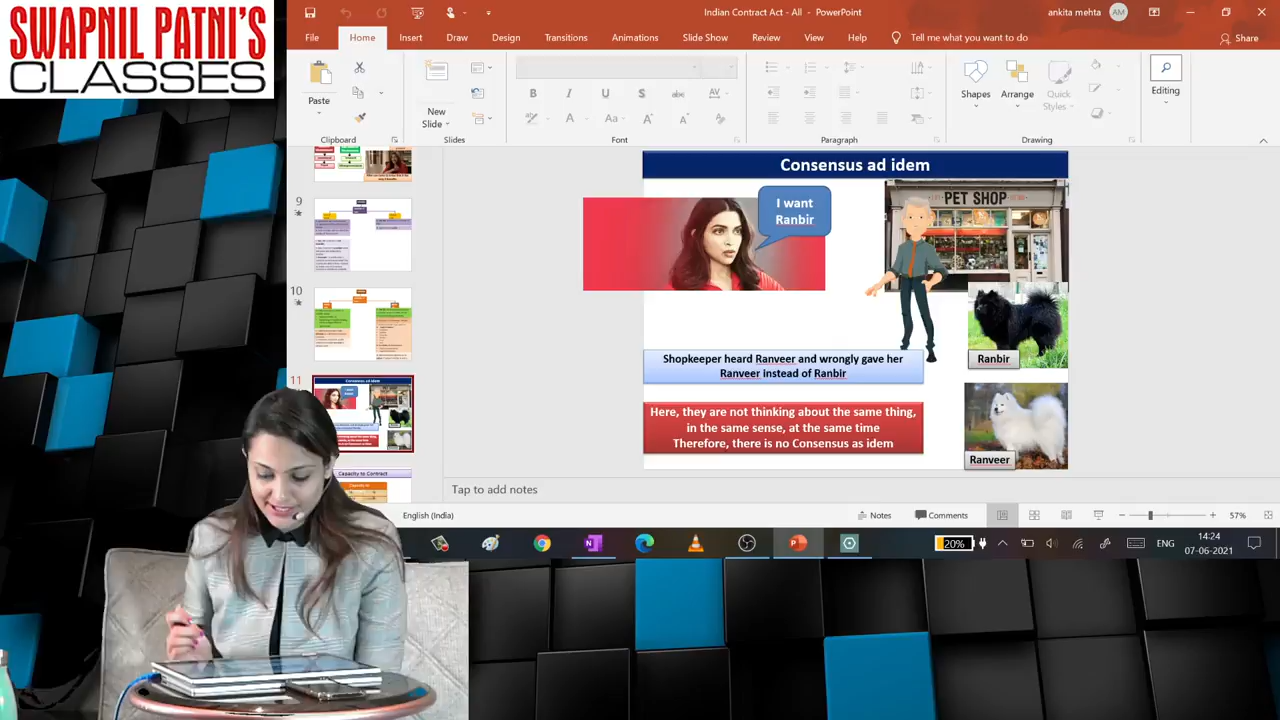 SWAPNIL PATNI'S
CLASSES
Indian Contract Act - All - PowerPoint
ankita mehta
AM
File
Home
Insert
Draw
Design
Transitions
Animations
Slide Show
Review
View
Help
Tell me what you want to do
Share
Paste
New
Slide
Shapes
Arrange
Quick
Styles
Editing
Clipboard
Slides
Font
Paragraph
Drawing
9
10
11
Consensus ad idem
Capacity to Contract
Consensus ad idem
I want
Ranbir
PET SHOP
Ranbir
Shopkeeper heard Ranveer and wrongly gave her
Ranveer instead of Ranbir
Here, they are not thinking about the same thing,
in the same sense, at the same time
Therefore, there is no Consensus as idem
Ranveer
Tap to add notes
English (India)
Notes
Comments
57%
20%
ENG
14:24
07-06-2021